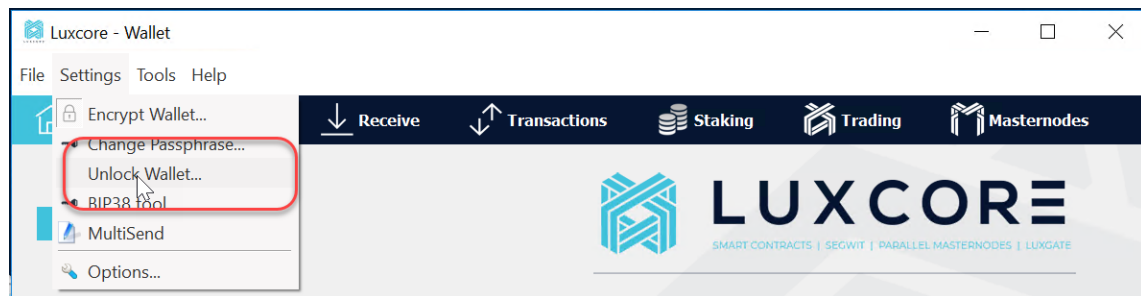 Luxcore - Wallet
File Settings Tools Help
Encrypt Wallet...
Receive Transactions Staking Trading Masternodes
Change Passphrase...
Unlock Wallet...
BIP38 tool
MultiSend
Options...
LUXCORE
SMART CONTRACTS | SEGWIT | PARALLEL MASTERNODES | LUXGATE